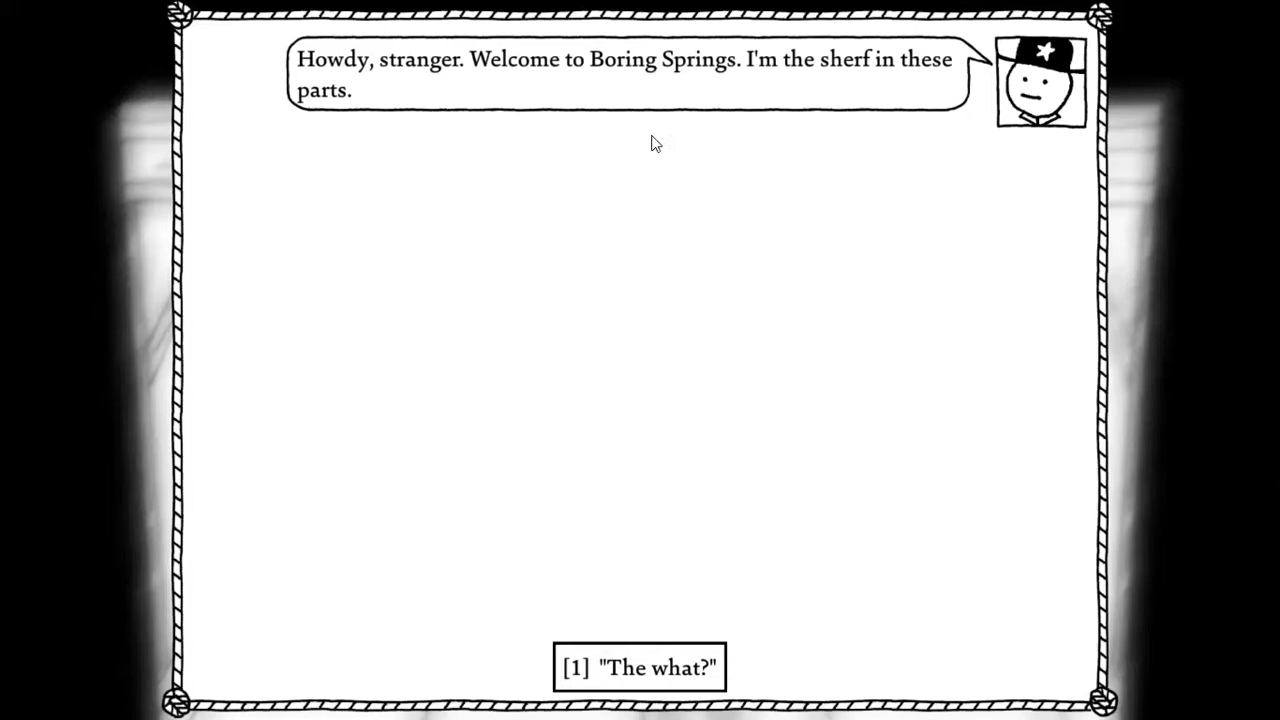 Howdy, stranger. Welcome to Boring Springs. I'm the sherf in these
parts.
[1] "The what?"